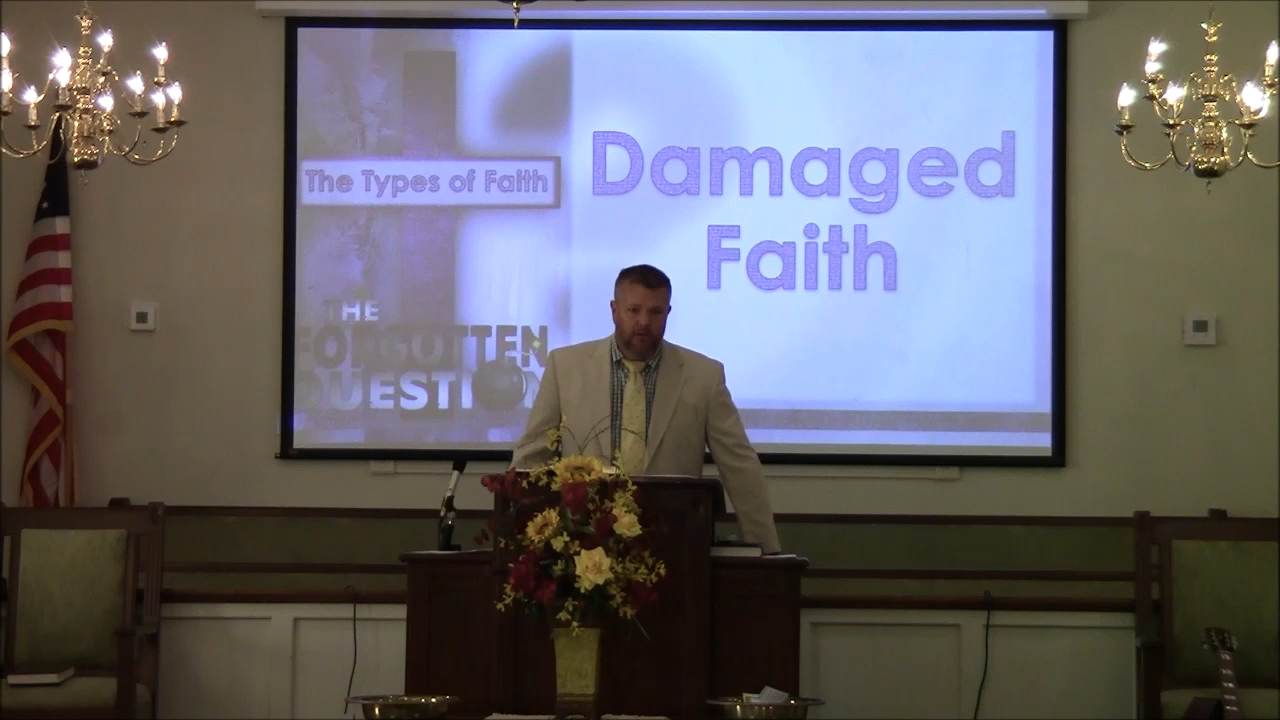 The Types of Faith
THE
FORGOTTEN
QUESTION
Damaged
Faith